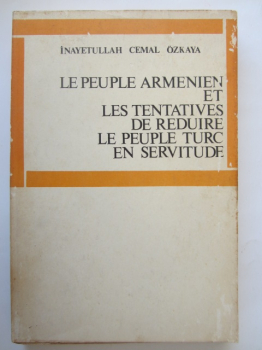 İNAYETULLAH CEMAL ÖZKAYA
LE PEUPLE ARMENIEN
ET
LES TENTATIVES
DE REDUIRE
LE PEUPLE TURC
EN SERVITUDE